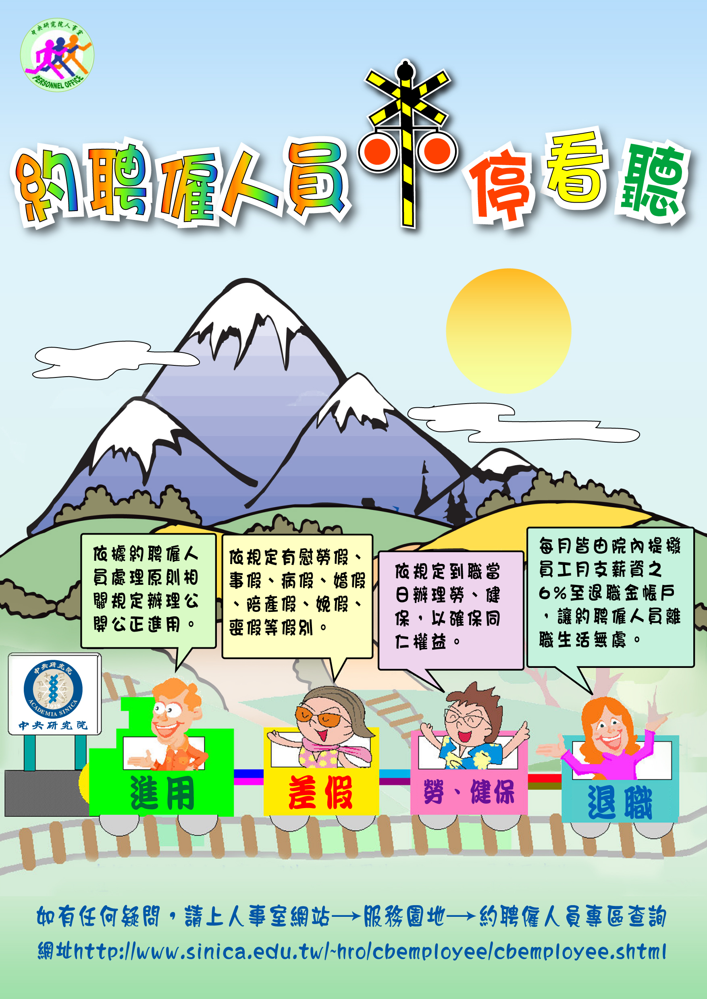 中央研究院人事室
PERSONNEL OFFICE
約聘僱人員 停看聽
依據約聘僱人
員處理原則相
關規定辦理公
開公正進用。
依規定有慰勞假、
事假、病假、婚假
、陪產假、娩假、
喪假等假別。
依規定到職當
日辦理勞、健
保，以確保同
仁權益。
每月皆由院內提撥
員工月支薪資之
6%至退職金帳戶
，讓約聘僱人員離
職生活無虞。
中央研究院
1928
ACADEMIA SINICA
中央研究院
進用
差假
勞、健保
退職
如有任何疑問，請上人事室網站→服務園地→約聘僱人員專區查詢
網址http://www.sinica.edu.tw/~hro/cbemployee/cbemployee.shtml